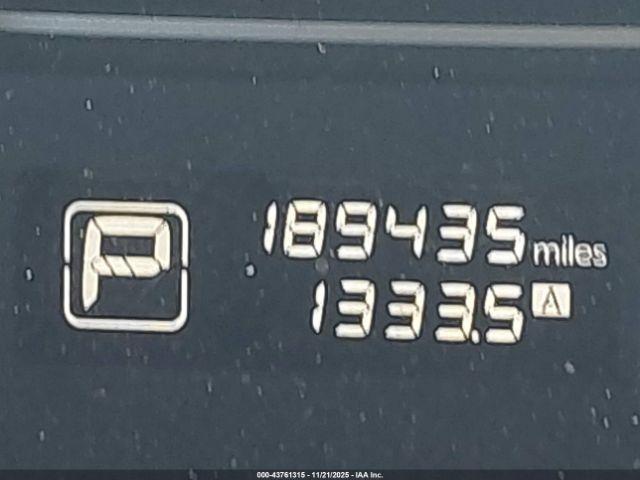 P
189435 miles
1333.5 A
000-43761315 - 11/21/2025 - IAA Inc.